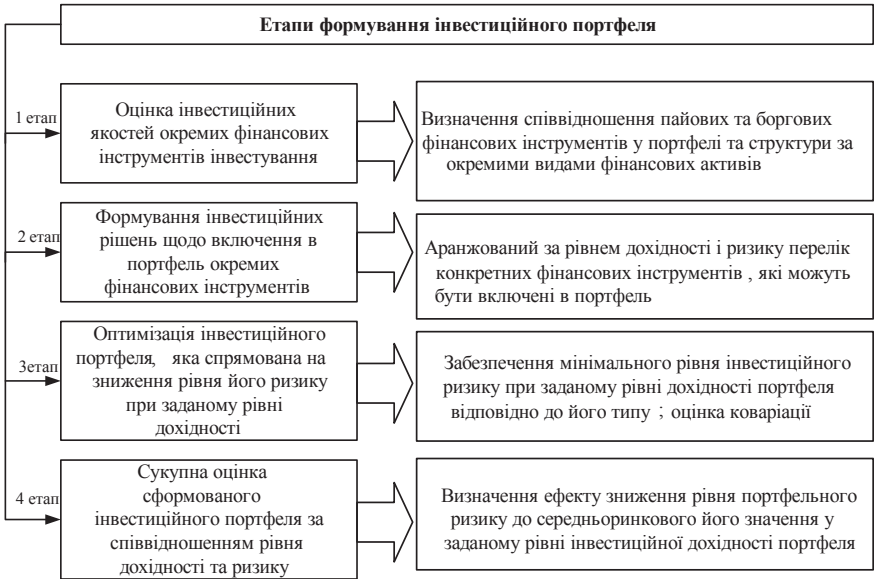 Етапи формування інвестиційного портфеля
1 етап
Оцінка інвестиційних
якостей окремих фінансових
інструментів інвестування
Визначення співвідношення пайових та боргових
фінансових інструментів у портфелі та структури за
окремими видами фінансових активів
2 етап
Формування інвестиційних
рішень щодо включення в
портфель окремих
фінансових інструментів
Аранжований за рівнем дохідності і ризику перелік
конкретних фінансових інструментів , які можуть
бути включені в портфель
3етап
Оптимізація інвестиційного
портфеля, яка спрямована на
зниження рівня його ризику
при заданому рівні
дохідності
Забезпечення мінімального рівня інвестиційного
ризику при заданому рівні дохідності портфеля
відповідно до його типу ; оцінка коваріації
4 етап
Сукупна оцінка
сформованого
інвестиційного портфеля за
співвідношенням рівня
дохідності та ризику
Визначення ефекту зниження рівня портфельного
ризику до середньоринкового його значення у
заданому рівні інвестиційної дохідності портфеля